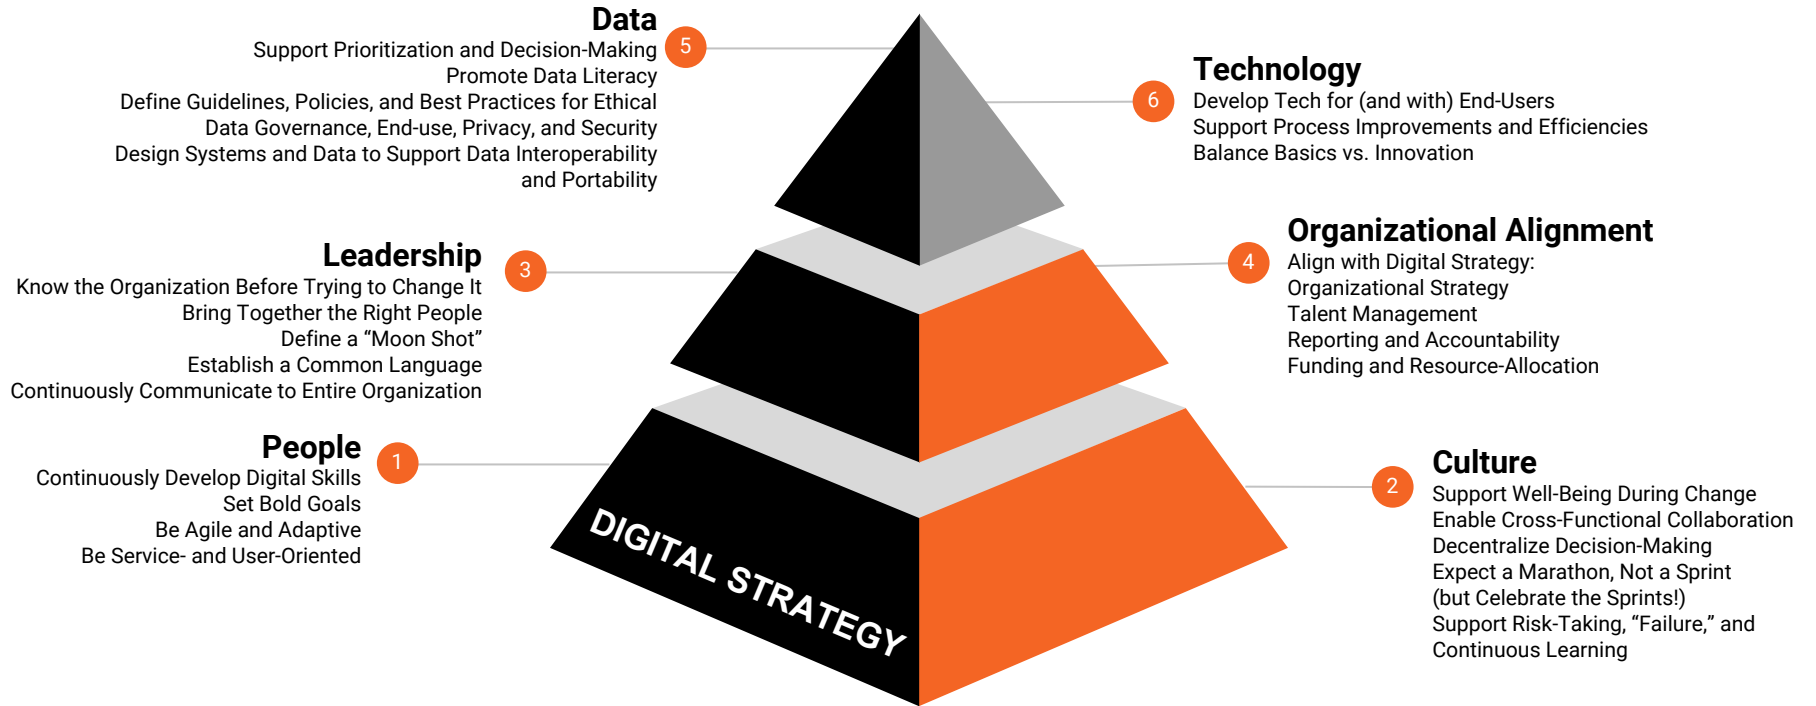 Data
Support Prioritization and Decision-Making
Promote Data Literacy
Define Guidelines, Policies, and Best Practices for Ethical
Data Governance, End-use, Privacy, and Security
Design Systems and Data to Support Data Interoperability
and Portability
5
6
Technology
Develop Tech for (and with) End-Users
Support Process Improvements and Efficiencies
Balance Basics vs. Innovation
Leadership
Know the Organization Before Trying to Change It
Bring Together the Right People
Define a “Moon Shot”
Establish a Common Language
Continuously Communicate to Entire Organization
3
4
Organizational Alignment
Align with Digital Strategy:
Organizational Strategy
Talent Management
Reporting and Accountability
Funding and Resource-Allocation
People
Continuously Develop Digital Skills
Set Bold Goals
Be Agile and Adaptive
Be Service- and User-Oriented
1
DIGITAL STRATEGY
2
Culture
Support Well-Being During Change
Enable Cross-Functional Collaboration
Decentralize Decision-Making
Expect a Marathon, Not a Sprint
(but Celebrate the Sprints!)
Support Risk-Taking, “Failure,” and
Continuous Learning